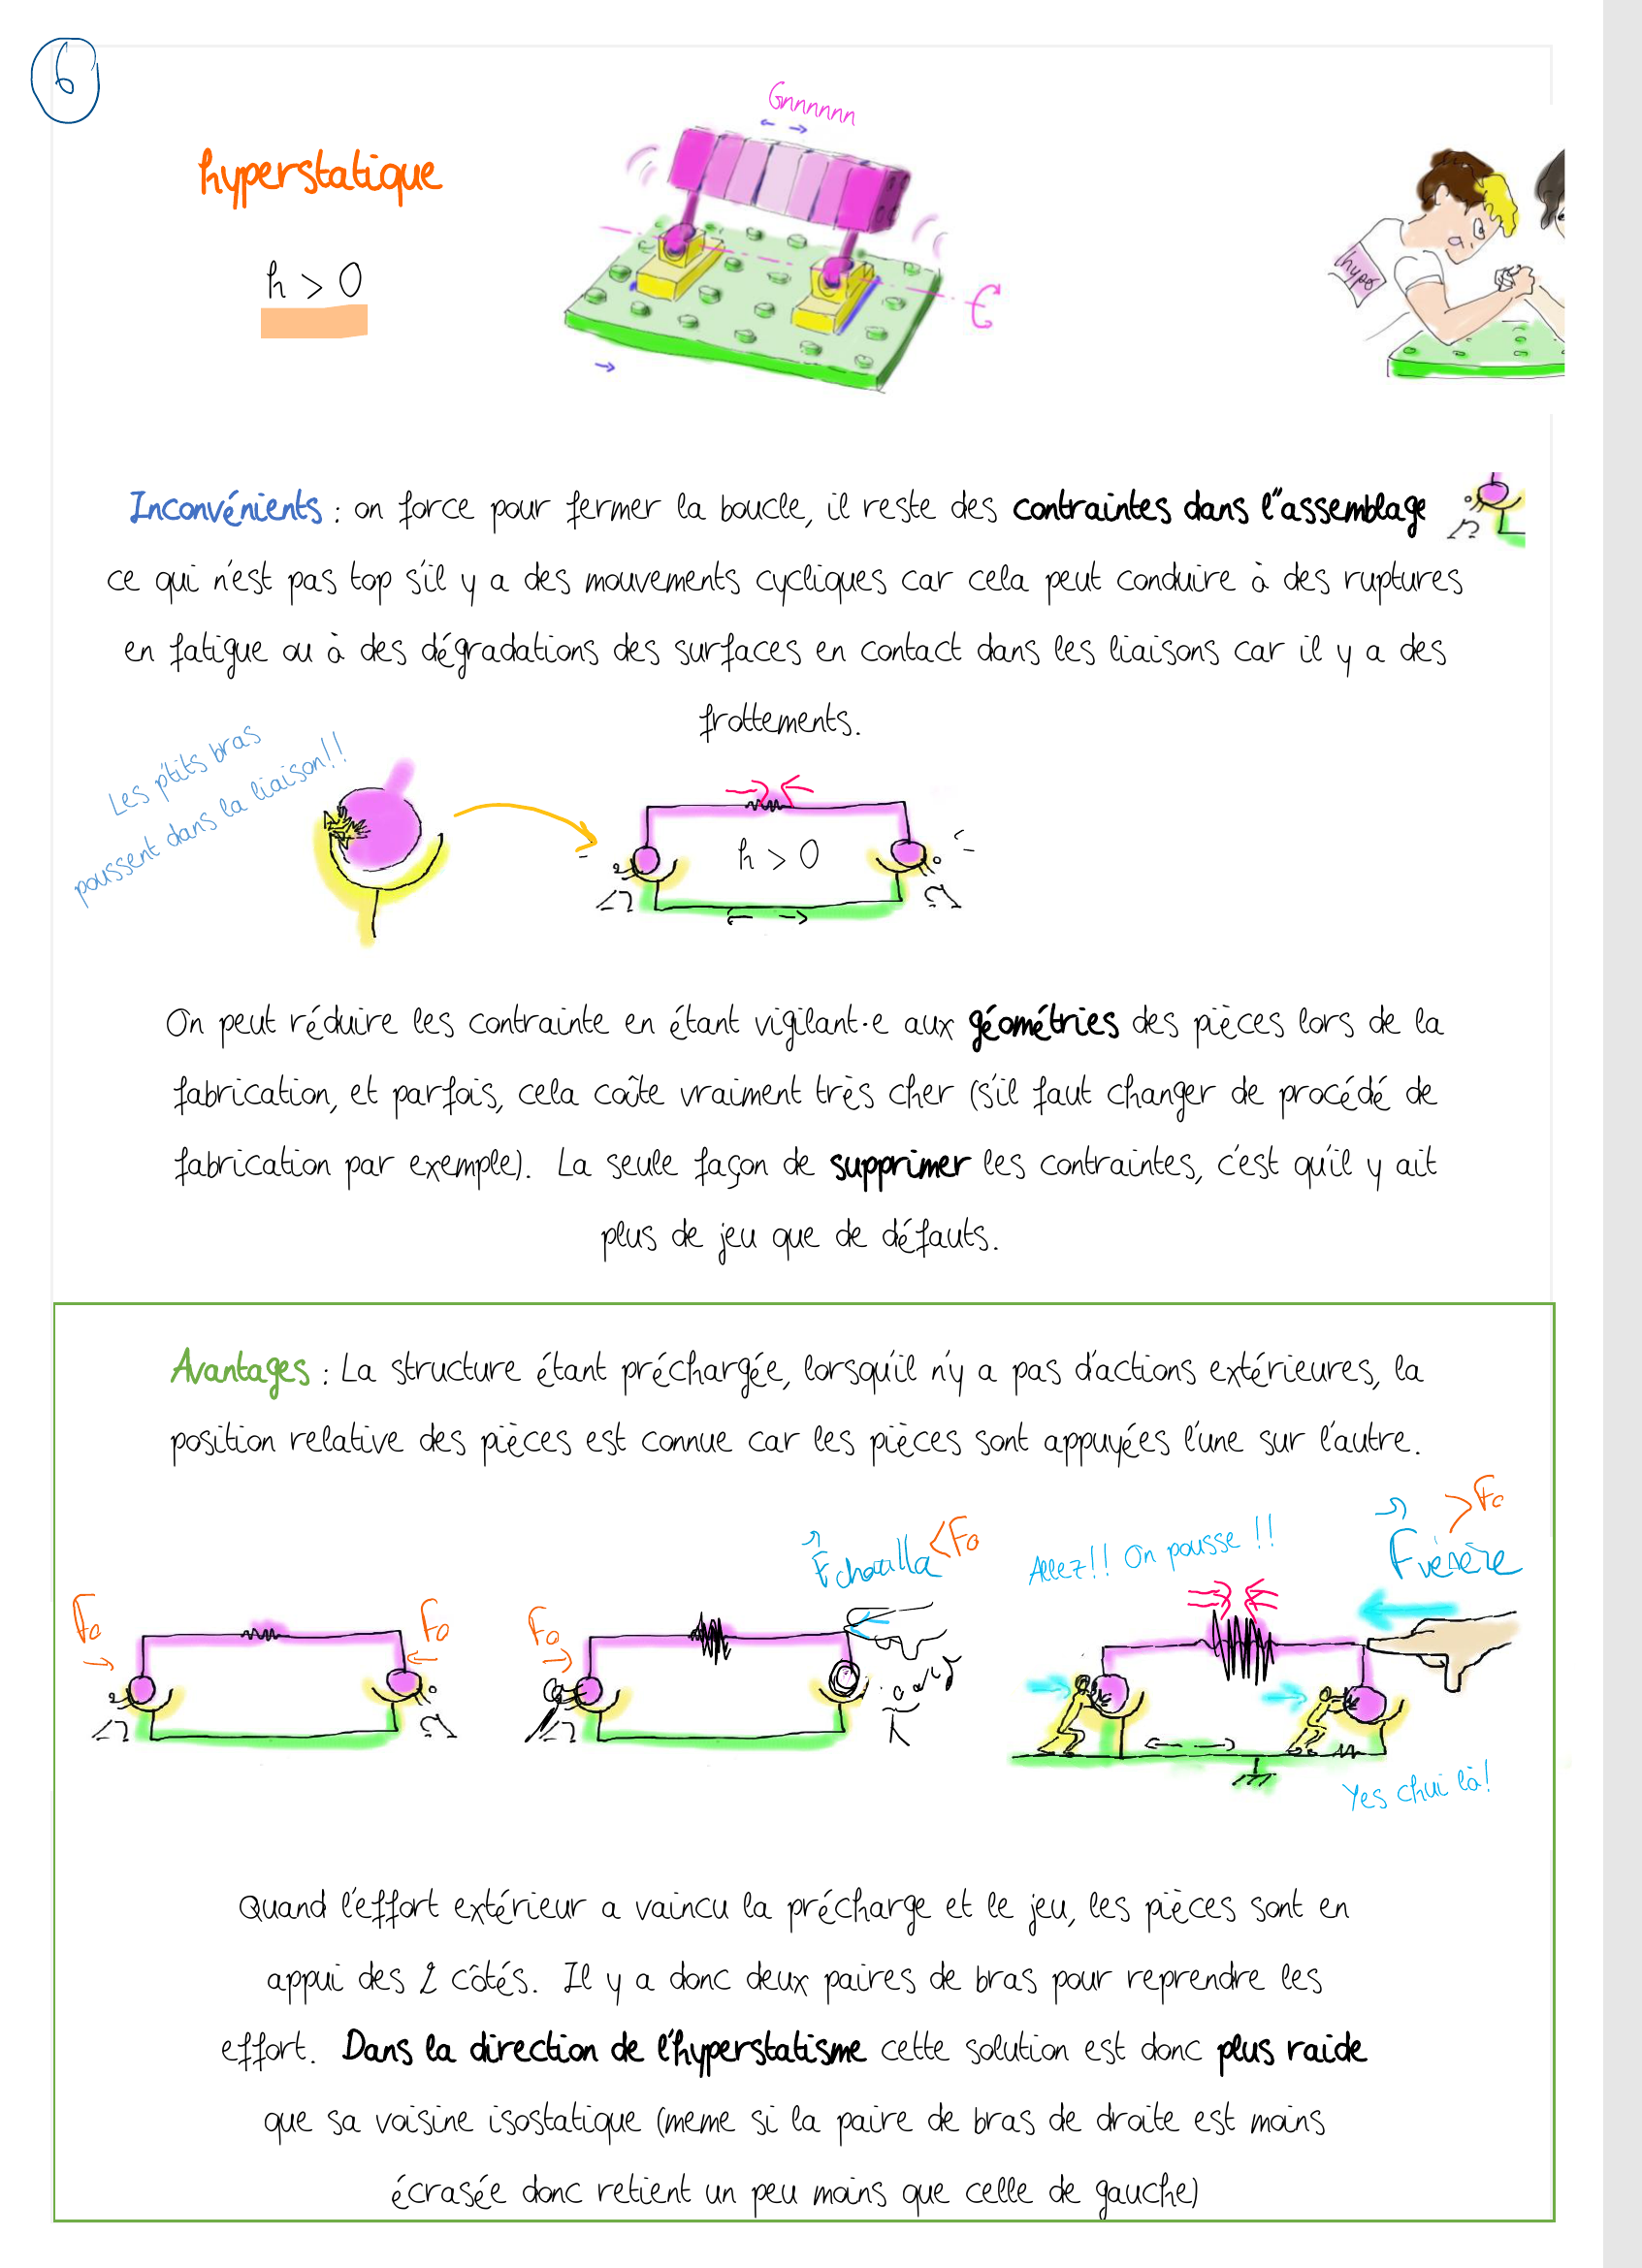 6
Gnnnnnn
hyperstatique
h > 0
hypo
Inconvénients : on force pour fermer la boucle, il reste des contraintes dans l''assemblage
ce qui n'est pas top s'il y a des mouvements cycliques car cela peut conduire à des ruptures
en fatigue ou à des dégradations des surfaces en contact dans les liaisons car il y a des
frottements.
Les p'tits bras
poussent dans la liaison!!
h > 0
On peut réduire les contrainte en étant vigilant·e aux géométries des pièces lors de la
fabrication, et parfois, cela coûte vraiment très cher (s'il faut changer de procédé de
fabrication par exemple). La seule façon de supprimer les contraintes, c'est qu'il y ait
plus de jeu que de défauts.
Avantages : La structure étant préchargée, lorsqu'il n'y a pas d'actions extérieures, la
position relative des pièces est connue car les pièces sont appuyées l'une sur l'autre.
F0 F0
F0 Fchoualla <F0
Allez!! On pousse !!
Fvénère >F0
Yes chui là!
Quand l'effort extérieur a vaincu la précharge et le jeu, les pièces sont en
appui des 2 côtés. Il y a donc deux paires de bras pour reprendre les
effort. Dans la direction de l'hyperstatisme cette solution est donc plus raide
que sa voisine isostatique (meme si la paire de bras de droite est moins
écrasée donc retient un peu moins que celle de gauche)